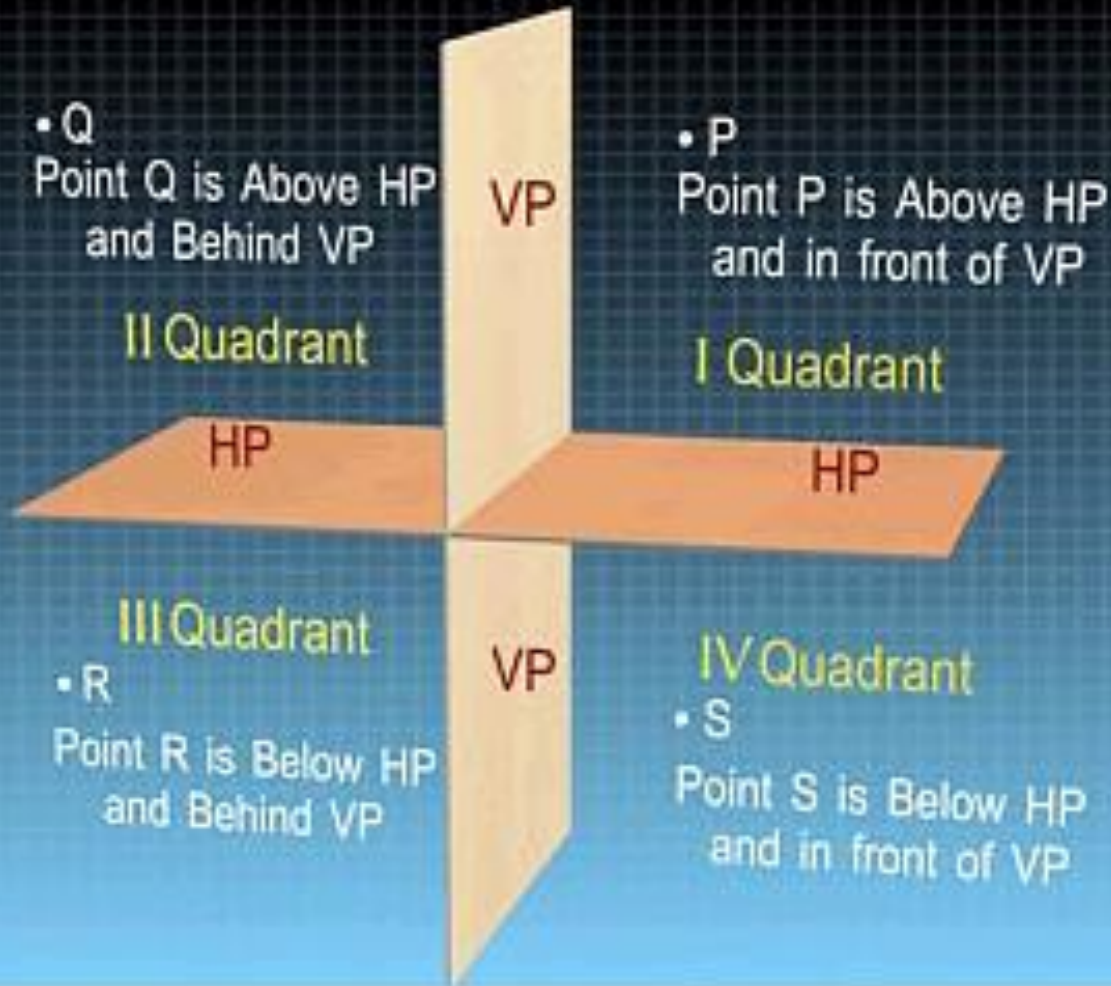 • Q
Point Q is Above HP
and Behind VP
II Quadrant
HP
VP
• P
Point P is Above HP
and in front of VP
I Quadrant
HP
III Quadrant
• R
Point R is Below HP
and Behind VP
VP
IV Quadrant
• S
Point S is Below HP
and in front of VP